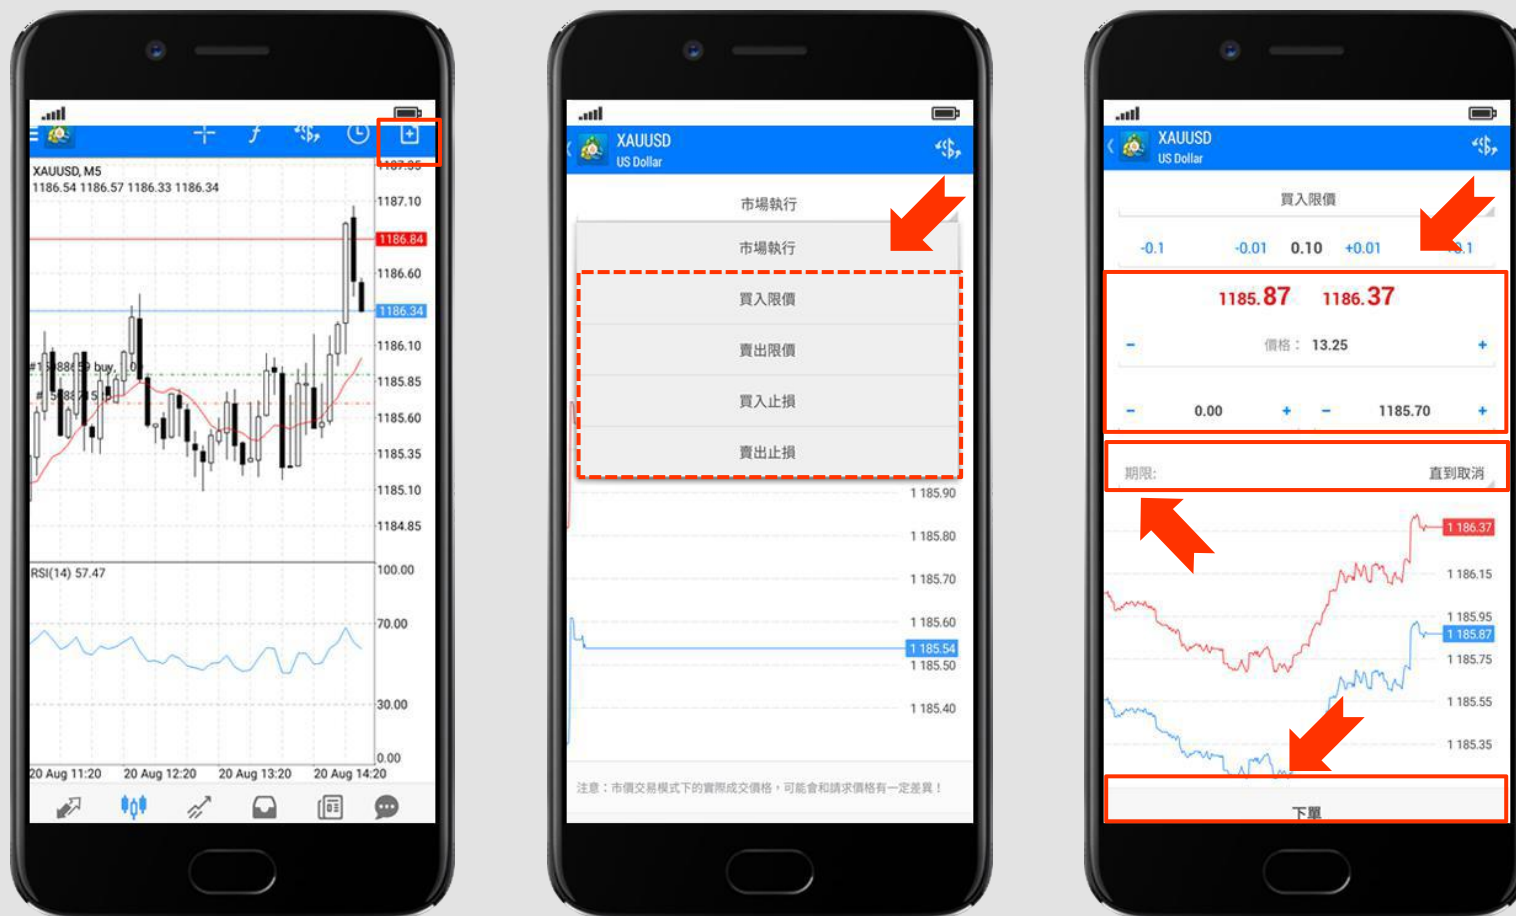 XAUUSD, M5
1186.54 1186.57 1186.33 1186.34
1187.10
1186.84
1186.60
1186.34
1186.10
1185.85
1185.60
1185.35
1185.10
1184.85
RSI(14) 57.47
100.00
70.00
30.00
0.00
20 Aug 11:20 20 Aug 12:20 20 Aug 13:20 20 Aug 14:20
XAUUSD
US Dollar
市場執行
市場執行
買入限價
賣出限價
買入止損
賣出止損
1 185.90
1 185.80
1 185.70
1 185.60
1 185.54
1 185.50
1 185.40
注意：市價交易模式下的實際成交價格，可能會和請求價格有一定差異！
XAUUSD
US Dollar
買入限價
-0.1 -0.01 0.10 +0.01
1185.87 1186.37
- 價格： 13.25 +
- 0.00 + - 1185.70 +
期限: 直到取消
1 186.37
1 186.15
1 185.95
1 185.87
1 185.75
1 185.55
1 185.35
下單